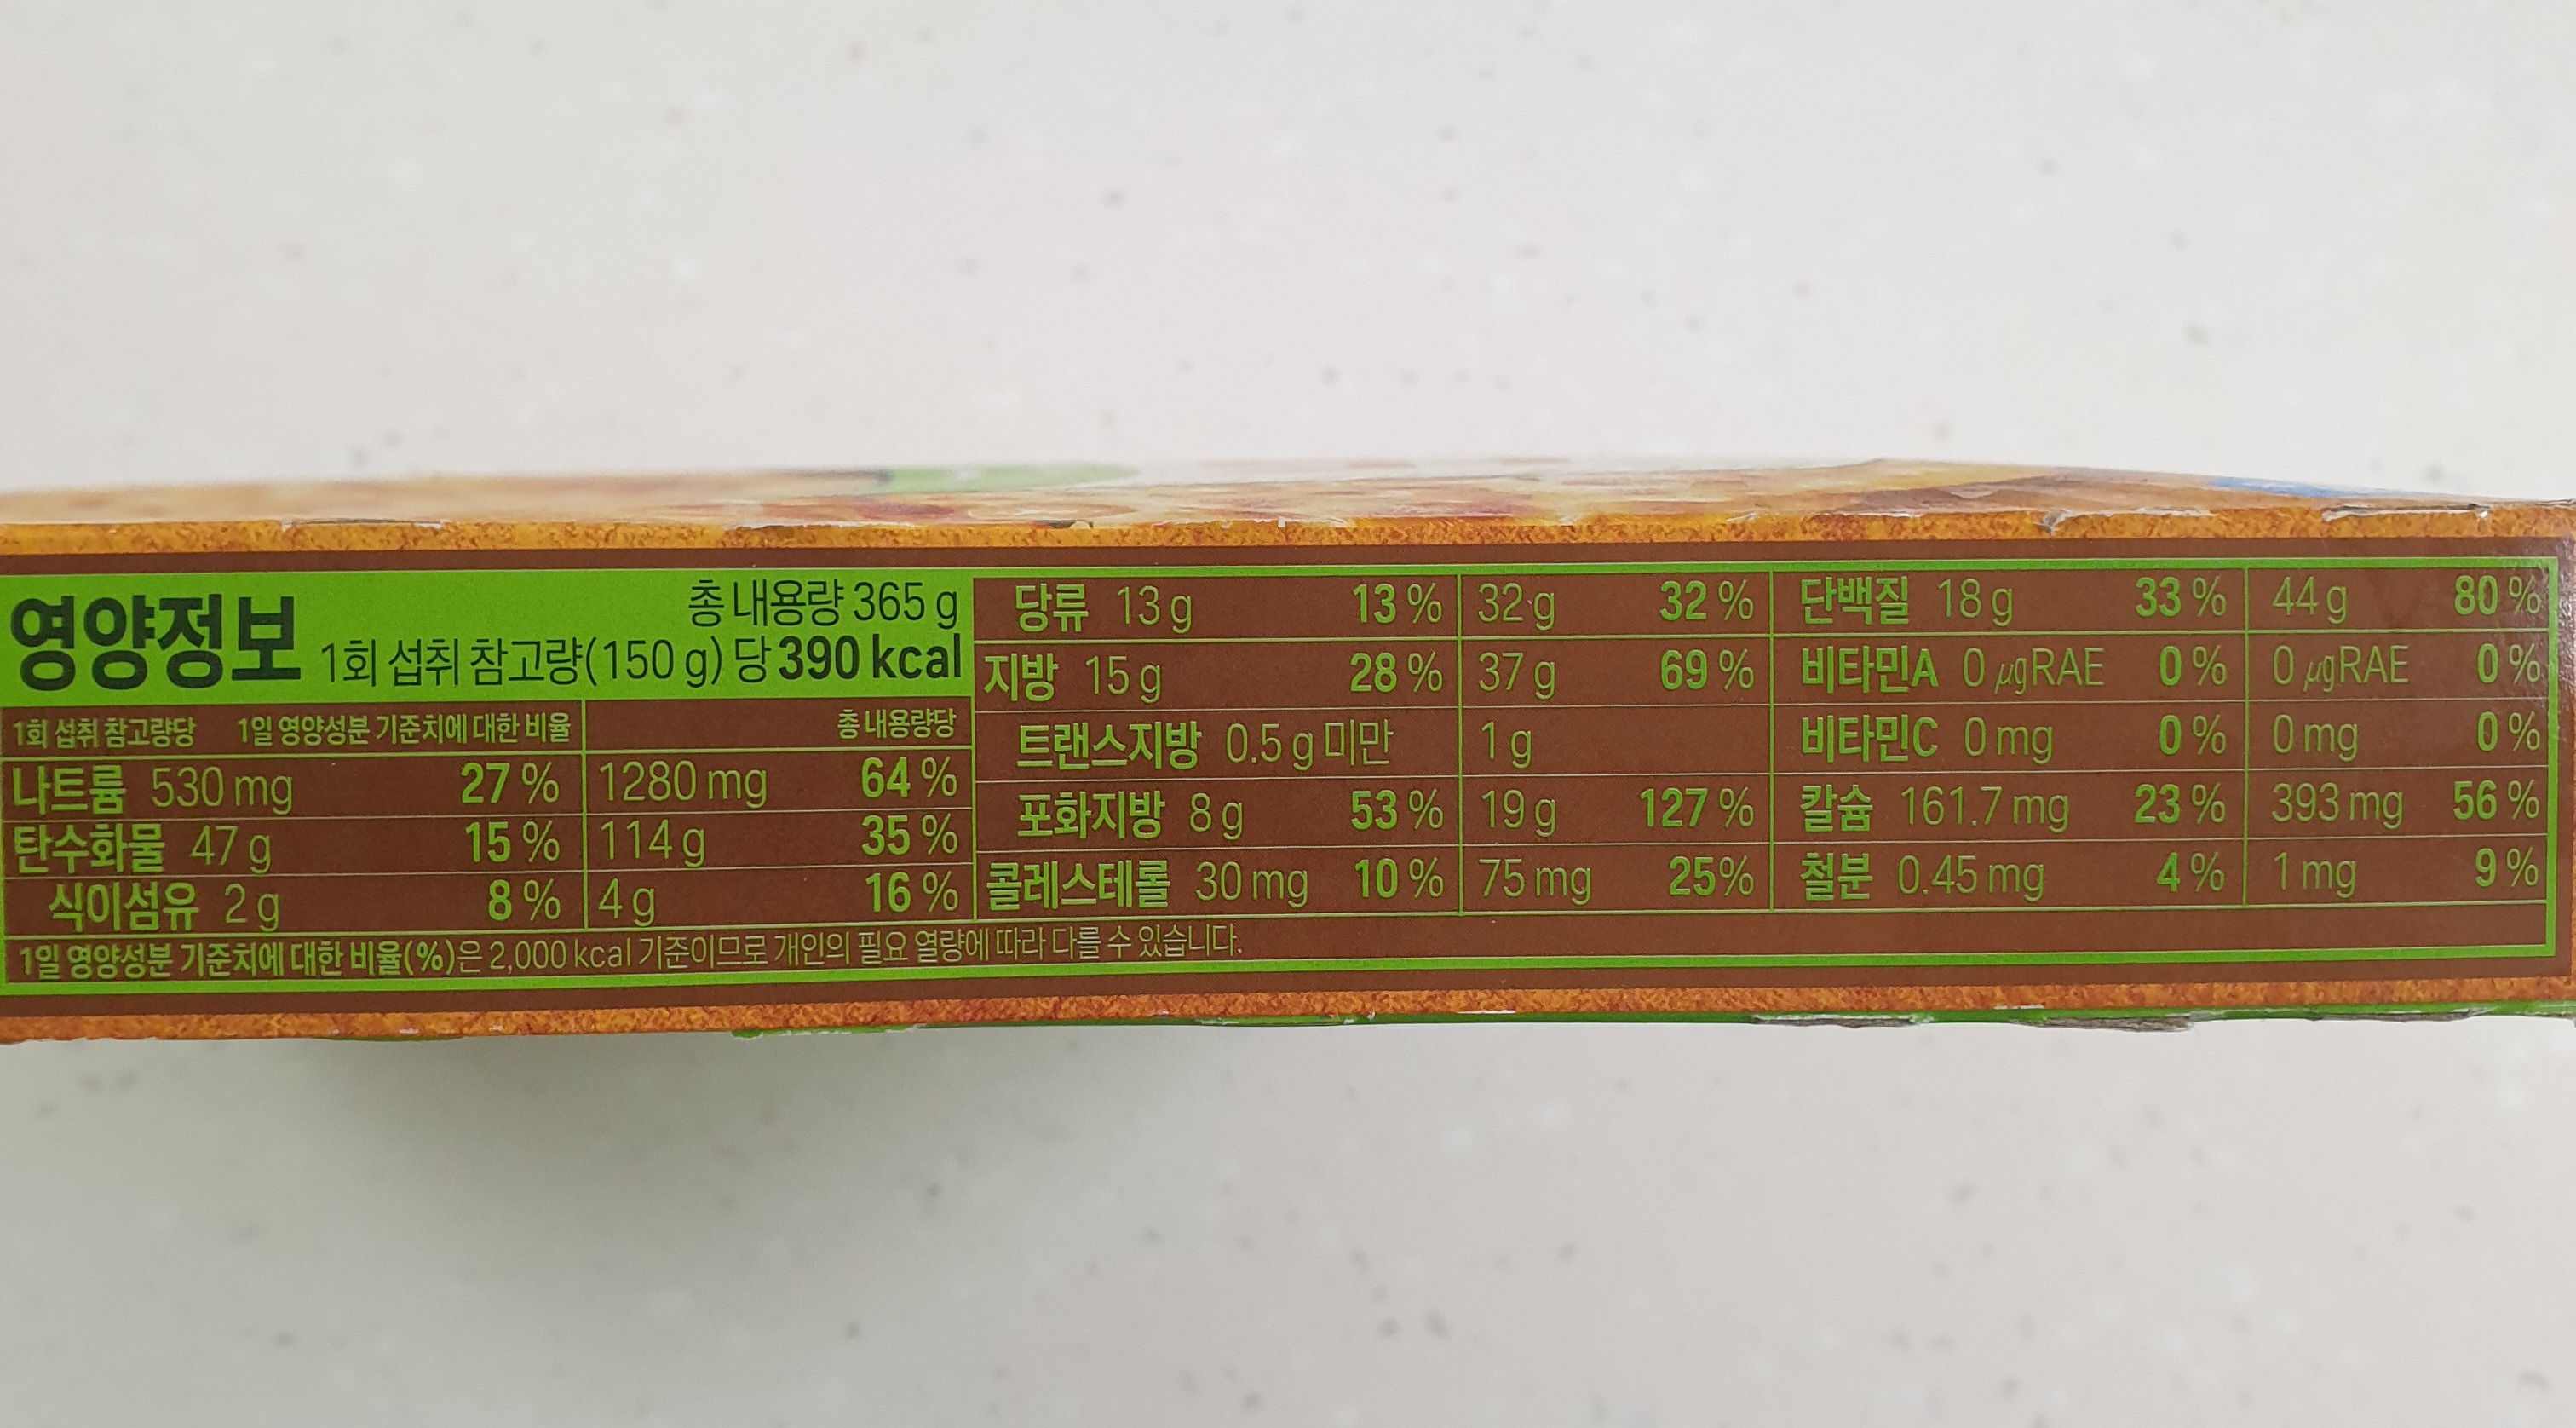 영양정보
총 내용량 365 g
1회 섭취 참고량(150 g) 당 390 kcal
1회 섭취 참고량당 1일 영양성분 기준치에 대한 비율 총 내용량당
나트륨 530 mg 27 % 1280 mg 64 %
탄수화물 47 g 15 % 114 g 35 %
식이섬유 2 g 8 % 4 g 16 %
당류 13 g 13 % 32 g 32 %
지방 15 g 28 % 37 g 69 %
트랜스지방 0.5 g 미만 1 g
포화지방 8 g 53 % 19 g 127 %
콜레스테롤 30 mg 10 % 75 mg 25%
단백질 18 g 33 % 44 g 80 %
비타민A 0 μgRAE 0 % 0 μgRAE 0 %
비타민C 0 mg 0 % 0 mg 0 %
칼슘 161.7 mg 23 % 393 mg 56 %
철분 0.45 mg 4 % 1 mg 9 %
1일 영양성분 기준치에 대한 비율(%)은 2,000 kcal 기준이므로 개인의 필요 열량에 따라 다를 수 있습니다.